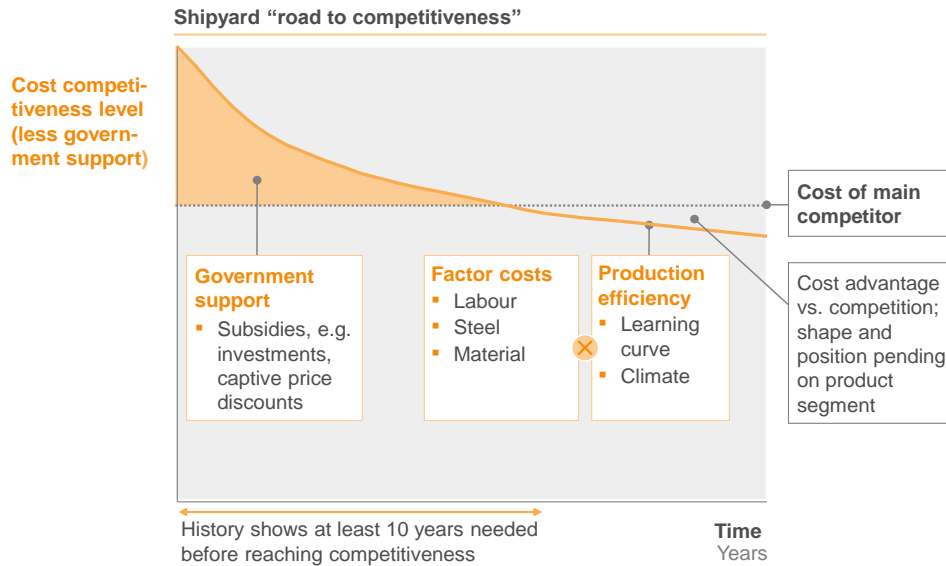 Shipyard “road to competitiveness”
Cost competi-
tiveness level
(less govern-
ment support)
Cost of main
competitor
Government
support
▪ Subsidies, e.g.
investments,
captive price
discounts
Factor costs
▪ Labour
▪ Steel
▪ Material
×
Production
efficiency
▪ Learning
curve
▪ Climate
Cost advantage
vs. competition;
shape and
position pending
on product
segment
History shows at least 10 years needed
before reaching competitiveness
Time
Years